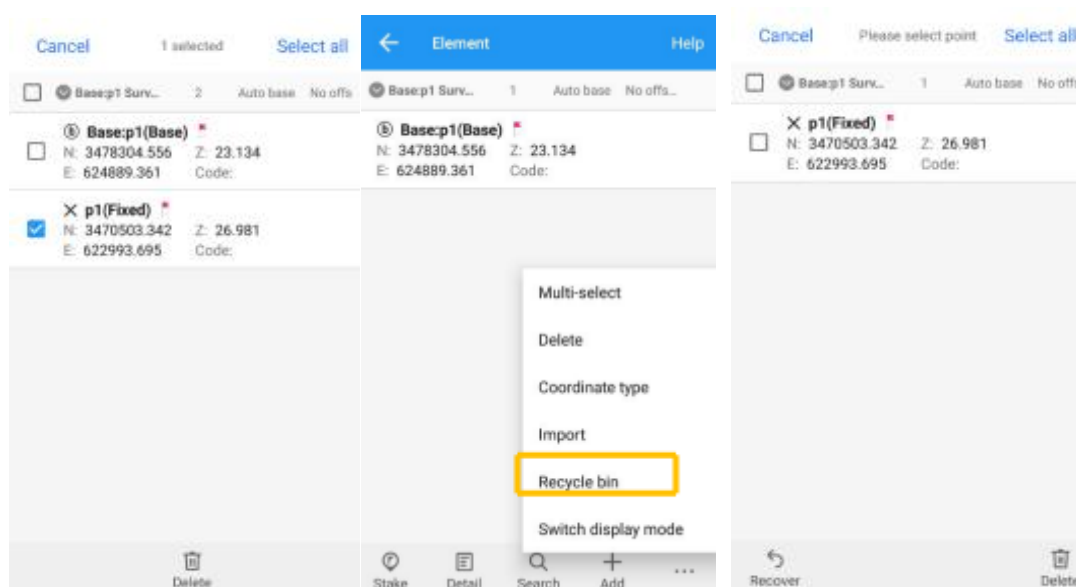 Cancel 1 selected Select all
Base:p1 Surv... 2 Auto base No offs
Base:p1(Base)
N: 3478304.556 Z: 23.134
E: 624889.361 Code:
p1(Fixed)
N: 3470503.342 Z: 26.981
E: 622993.695 Code:
Delete
Element Help
Base:p1 Surv... 1 Auto base No offs...
Base:p1(Base)
N: 3478304.556 Z: 23.134
E: 624889.361 Code:
Multi-select
Delete
Coordinate type
Import
Recycle bin
Switch display mode
Stake Detail Search Add
Cancel Please select point Select all
Base:p1 Surv... 1 Auto base No offs
p1(Fixed)
N: 3470503.342 Z: 26.981
E: 622993.695 Code:
Recover Delete